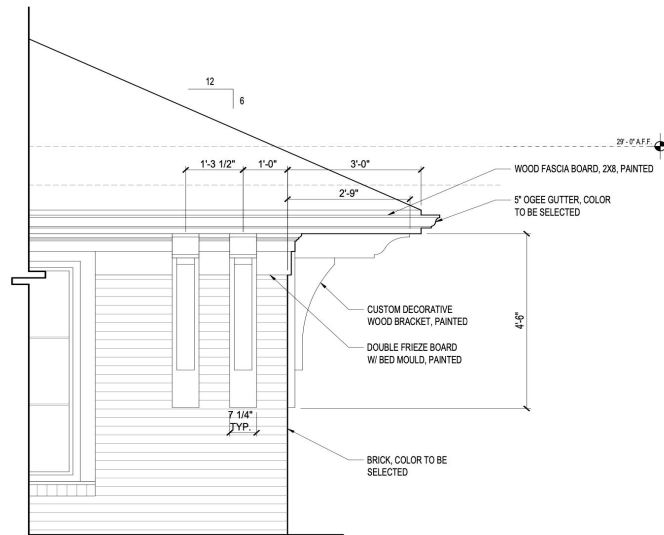 12
6
29' - 0" A.F.F.
1'-3 1/2"
1'-0"
3'-0"
2'-9"
WOOD FASCIA BOARD, 2X8, PAINTED
5" OGEE GUTTER, COLOR
TO BE SELECTED
CUSTOM DECORATIVE
WOOD BRACKET, PAINTED
4'-6"
DOUBLE FRIEZE BOARD
W/ BED MOULD, PAINTED
7 1/4"
TYP.
BRICK, COLOR TO BE
SELECTED